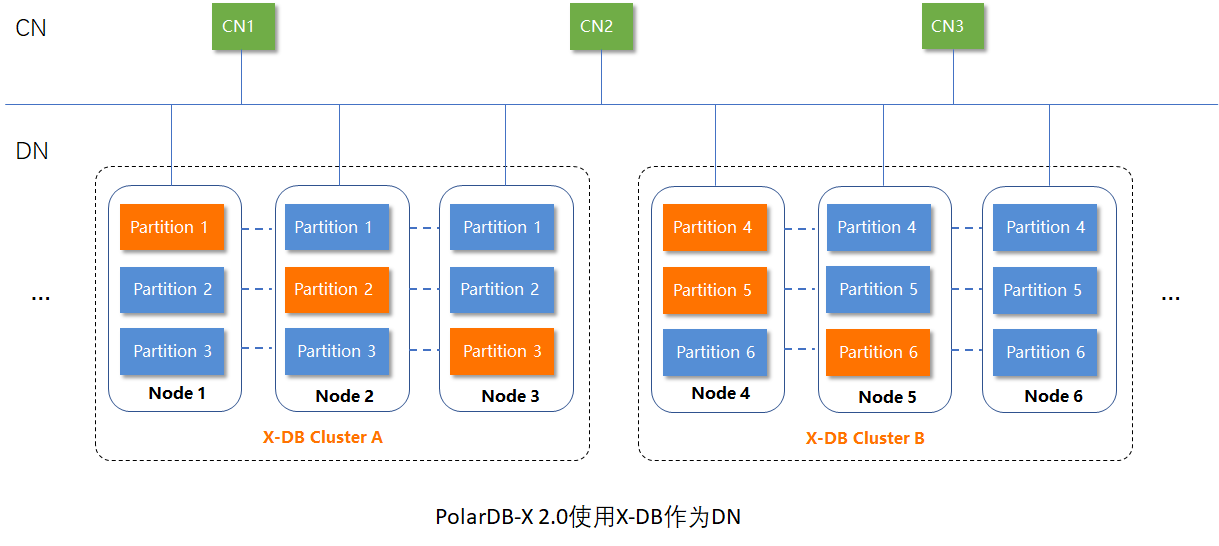 CN
CN1
CN2
CN3
DN
Partition 1
Partition 1
Partition 1
Partition 4
Partition 4
Partition 4
Partition 2
Partition 2
Partition 2
Partition 5
Partition 5
Partition 5
...
...
Partition 3
Partition 3
Partition 3
Partition 6
Partition 6
Partition 6
Node 1
Node 2
Node 3
Node 4
Node 5
Node 6
X-DB Cluster A
X-DB Cluster B
PolarDB-X 2.0使用X-DB作为DN